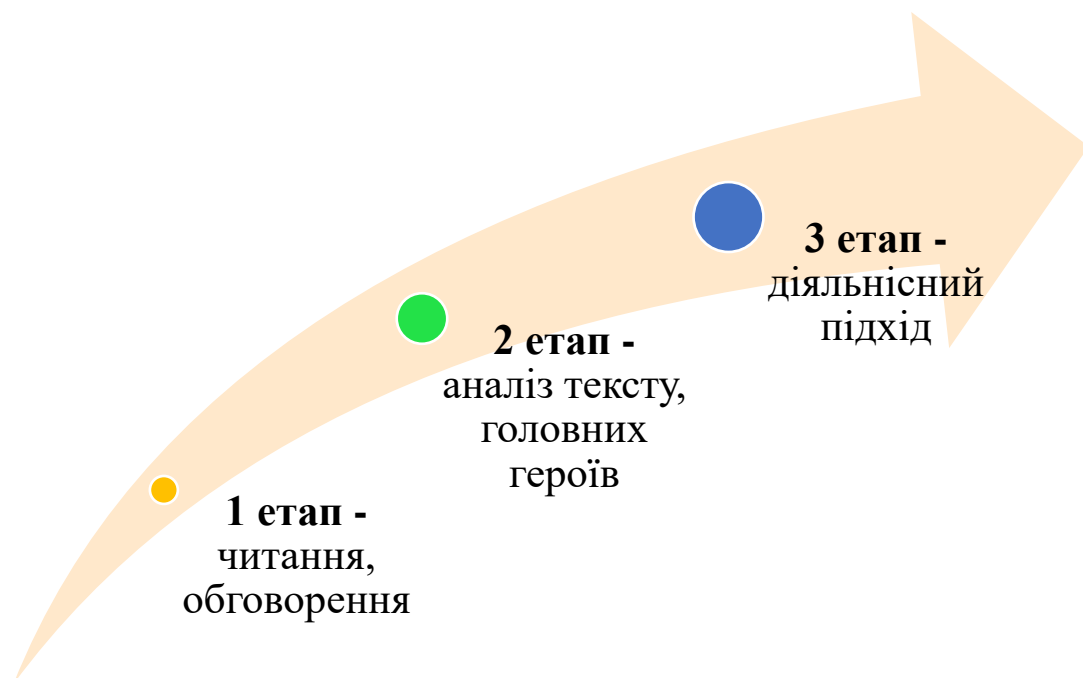 1 етап -
читання,
обговорення
2 етап -
аналіз тексту,
головних
героїв
3 етап -
діяльнісний
підхід